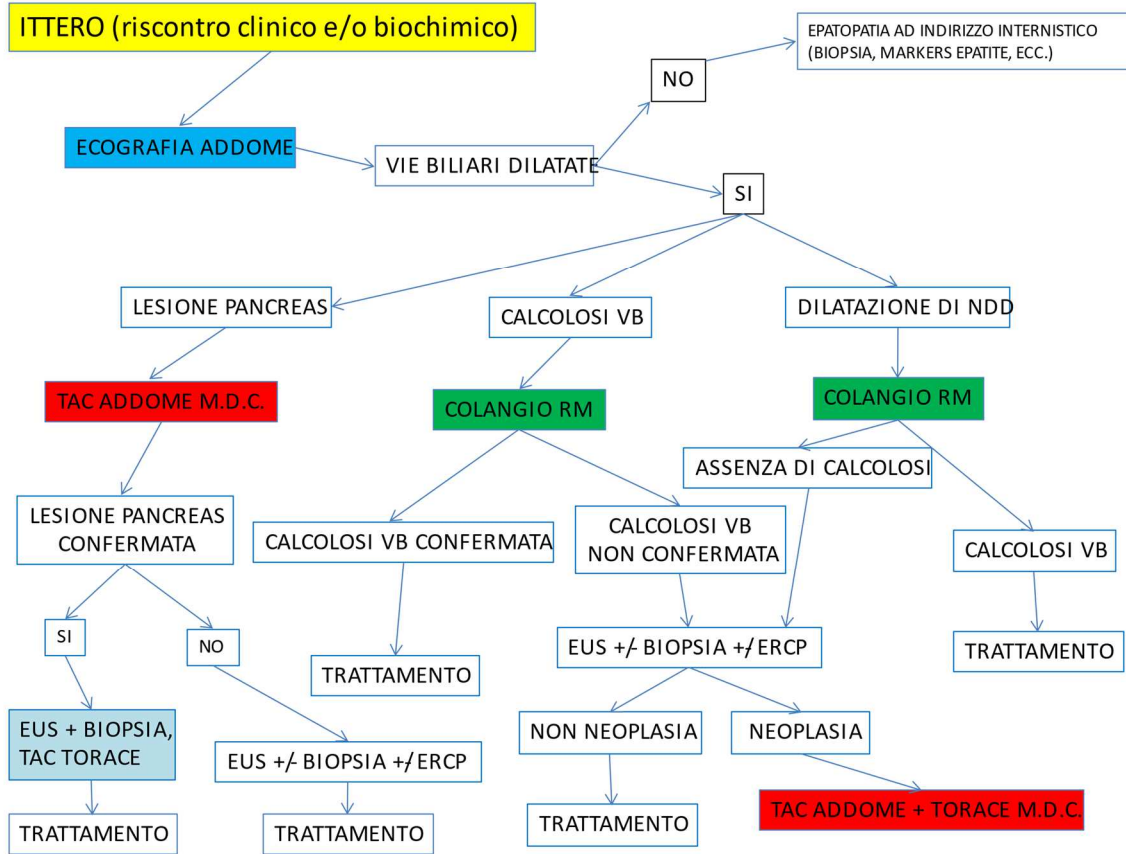 ITTERO (riscontro clinico e/o biochimico)
EPATOPATIA AD INDIRIZZO INTERNISTICO
(BIOPSIA, MARKERS EPATITE, ECC.)
NO
ECOGRAFIA ADDOME
VIE BILIARI DILATATE
SI
LESIONE PANCREAS
CALCOLOSI VB
DILATAZIONE DI NDD
TAC ADDOME M.D.C.
COLANGIO RM
COLANGIO RM
ASSENZA DI CALCOLOSI
LESIONE PANCREAS
CONFERMATA
CALCOLOSI VB CONFERMATA
CALCOLOSI VB
NON CONFERMATA
CALCOLOSI VB
SI
NO
TRATTAMENTO
EUS +/- BIOPSIA +/ERCP
TRATTAMENTO
EUS + BIOPSIA,
TAC TORACE
EUS +/- BIOPSIA +/ERCP
NON NEOPLASIA
NEOPLASIA
TRATTAMENTO
TRATTAMENTO
TRATTAMENTO
TAC ADDOME + TORACE M.D.C.